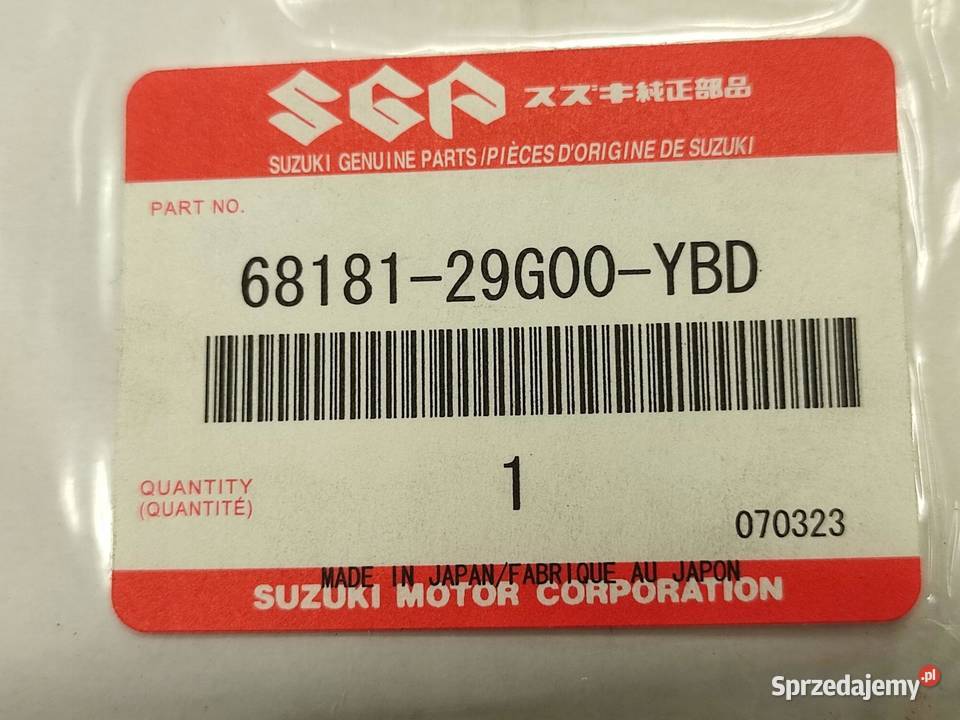 SGP スズキ純正部品
SUZUKI GENUINE PARTS/PIÈCES D'ORIGINE DE SUZUKI
PART NO.
68181-29G00-YBD
QUANTITY
(QUANTITÉ)
1
070323
MADE IN JAPAN/FABRIQUE AU JAPON
SUZUKI MOTOR CORPORATION
Sprzedajemy.pl